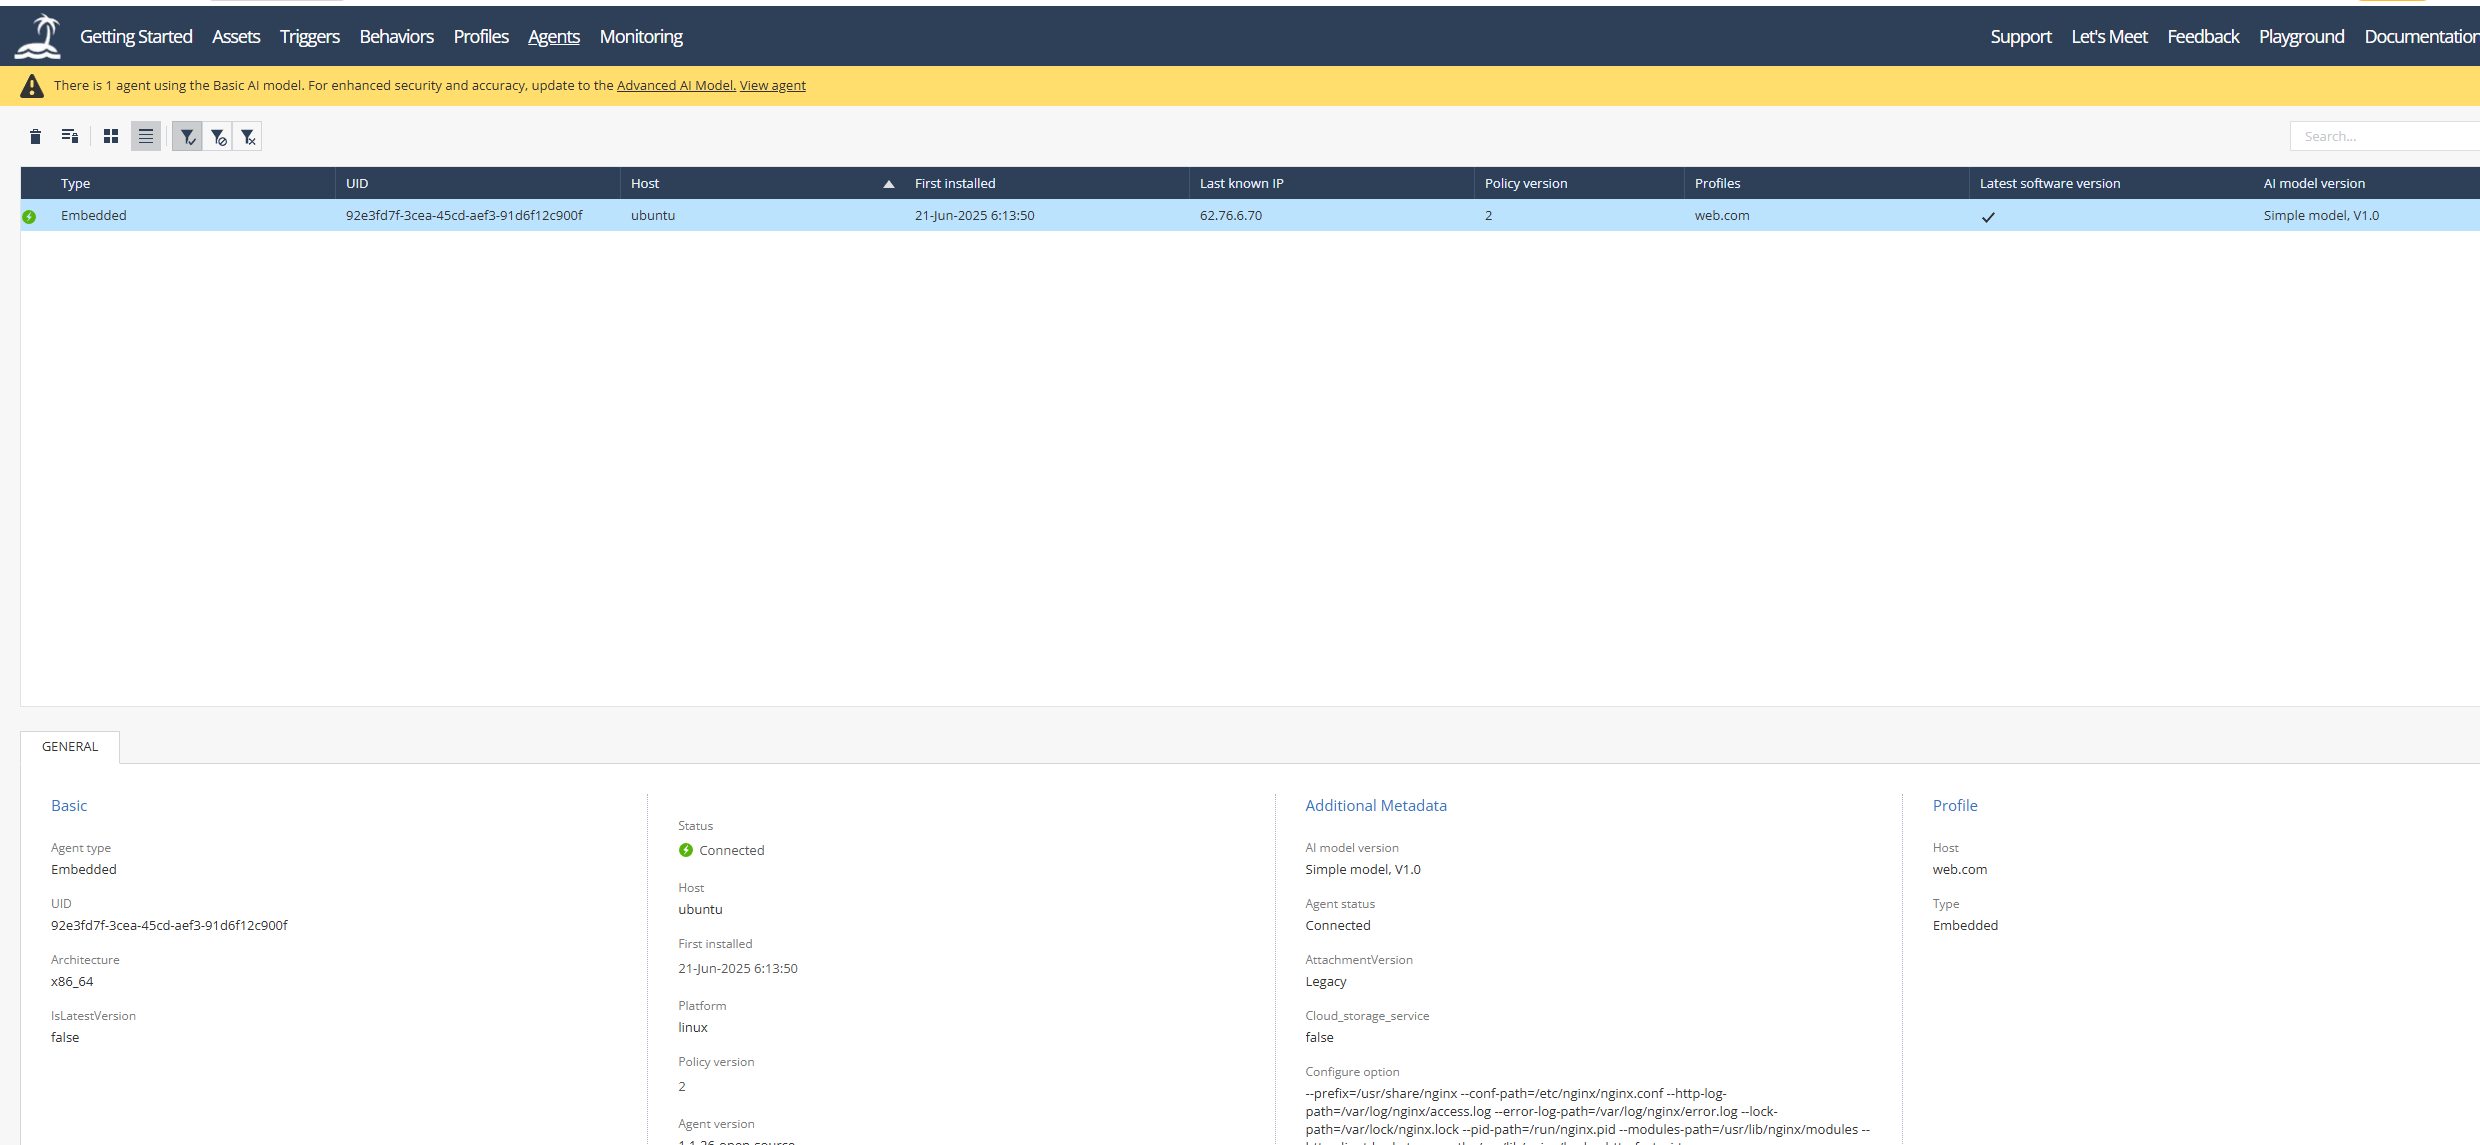 Getting Started Assets Triggers Behaviors Profiles Agents Monitoring Support Let's Meet Feedback Playground Documentation
There is 1 agent using the Basic AI model. For enhanced security and accuracy, update to the Advanced AI Model. View agent
Search...
Type UID Host First installed Last known IP Policy version Profiles Latest software version AI model version
Embedded 92e3fd7f-3cea-45cd-aef3-91d6f12c900f ubuntu 21-Jun-2025 6:13:50 62.76.6.70 2 web.com Simple model, V1.0
GENERAL
Basic
Agent type
Embedded
UID
92e3fd7f-3cea-45cd-aef3-91d6f12c900f
Architecture
x86_64
IsLatestVersion
false
Status
Connected
Host
ubuntu
First installed
21-Jun-2025 6:13:50
Platform
linux
Policy version
2
Agent version
1.1.26-open-source
Additional Metadata
AI model version
Simple model, V1.0
Agent status
Connected
AttachmentVersion
Legacy
Cloud_storage_service
false
Configure option
--prefix=/usr/share/nginx --conf-path=/etc/nginx/nginx.conf --http-log-
path=/var/log/nginx/access.log --error-log-path=/var/log/nginx/error.log --lock-
path=/var/lock/nginx.lock --pid-path=/run/nginx.pid --modules-path=/usr/lib/nginx/modules --
Profile
Host
web.com
Type
Embedded